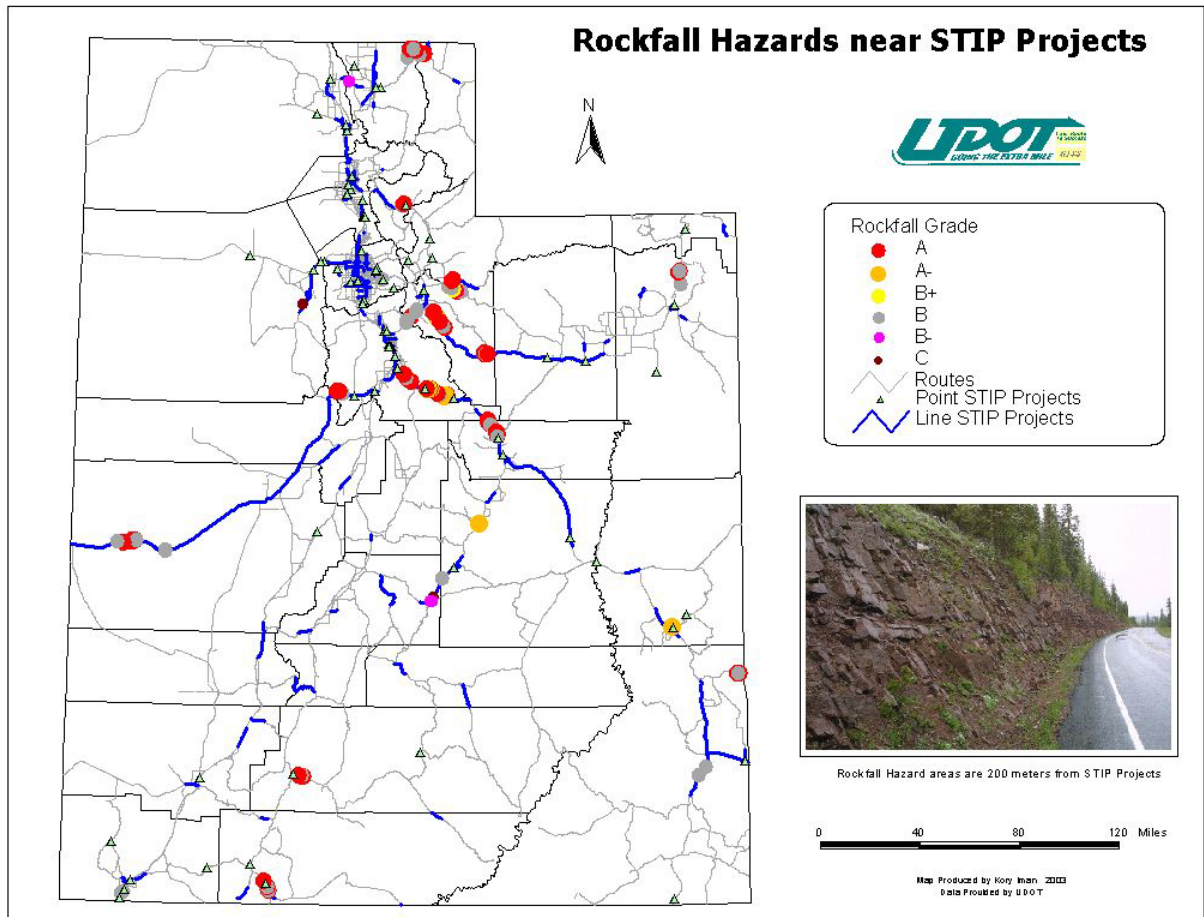 Rockfall Hazards near STIP Projects
N
UDOT
GOING THE EXTRA MILE
Rockfall Grade
A
A-
B+
B
B-
C
Routes
Point STIP Projects
Line STIP Projects
Rockfall Hazard areas are 200 meters from STIP Projects
0 40 80 120 Miles
Map Produced by Kory Iman 2003
Data Provided by UDOT